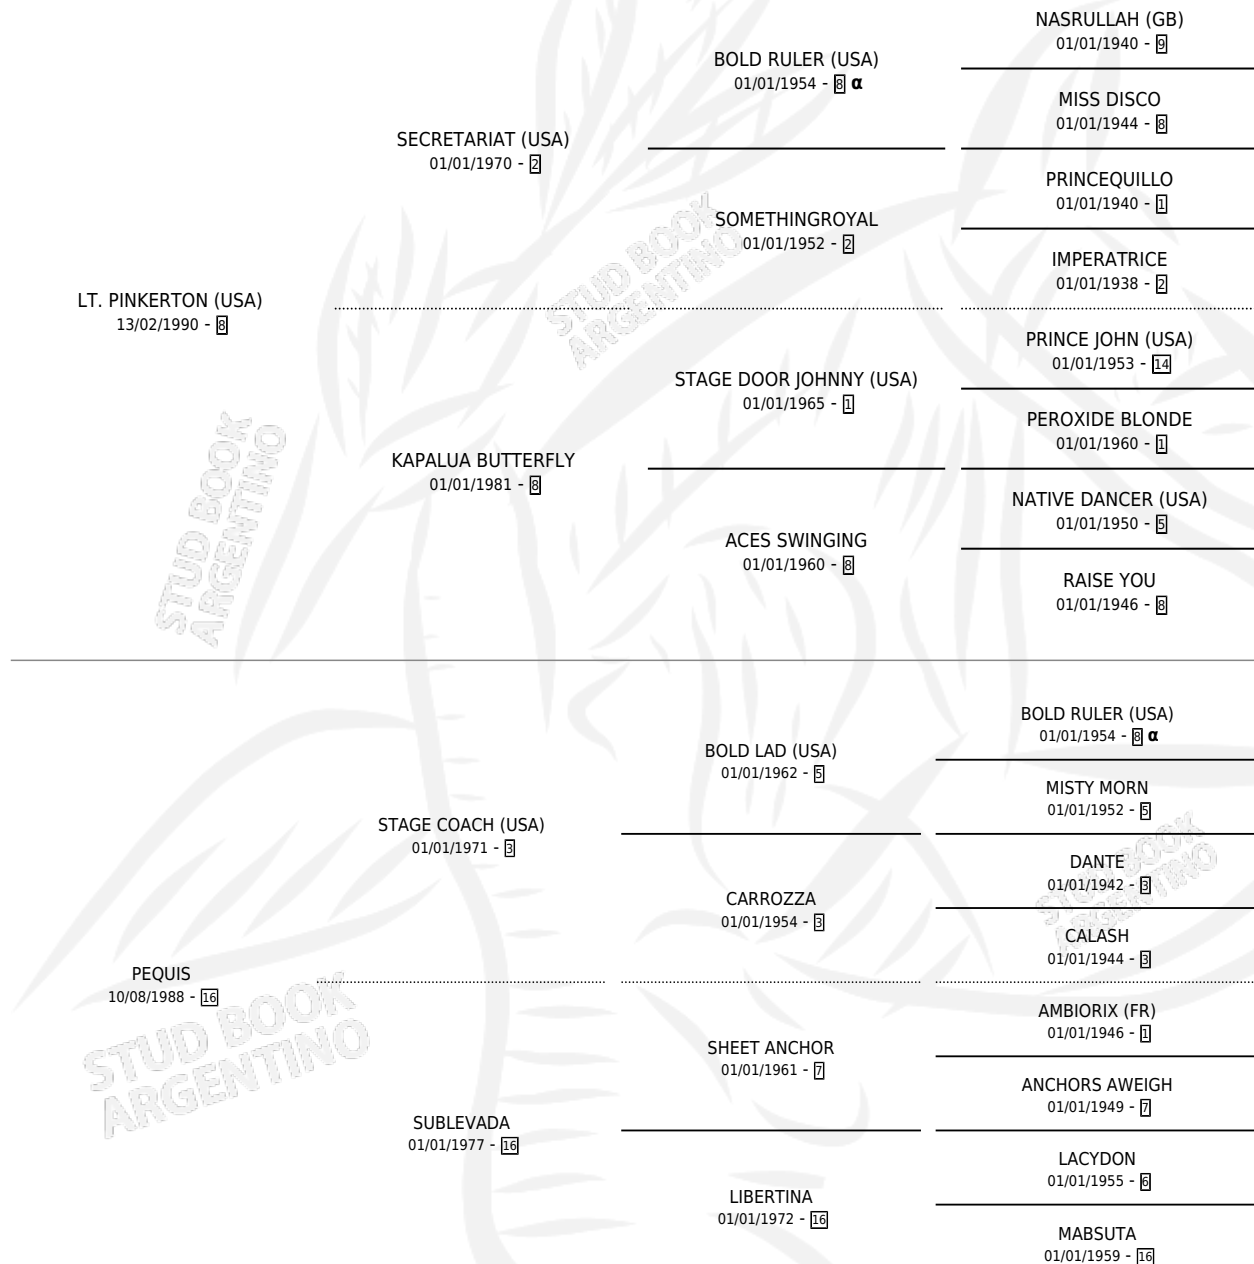 NASRULLAH (GB)
01/01/1940 - 9
BOLD RULER (USA)
01/01/1954 - 8 α
MISS DISCO
01/01/1944 - 8
SECRETARIAT (USA)
01/01/1970 - 2
PRINCEQUILLO
01/01/1940 - 1
SOMETHINGROYAL
01/01/1952 - 2
IMPERATRICE
01/01/1938 - 2
LT. PINKERTON (USA)
13/02/1990 - 8
PRINCE JOHN (USA)
01/01/1953 - 14
STAGE DOOR JOHNNY (USA)
01/01/1965 - 1
PEROXIDE BLONDE
01/01/1960 - 1
KAPALUA BUTTERFLY
01/01/1981 - 8
NATIVE DANCER (USA)
01/01/1950 - 5
ACES SWINGING
01/01/1960 - 8
RAISE YOU
01/01/1946 - 8
BOLD RULER (USA)
01/01/1954 - 8 α
BOLD LAD (USA)
01/01/1962 - 5
MISTY MORN
01/01/1952 - 5
STAGE COACH (USA)
01/01/1971 - 3
DANTE
01/01/1942 - 3
CARROZZA
01/01/1954 - 3
CALASH
01/01/1944 - 3
PEQUIS
10/08/1988 - 16
AMBIORIX (FR)
01/01/1946 - 1
SHEET ANCHOR
01/01/1961 - 7
ANCHORS AWEIGH
01/01/1949 - 7
SUBLEVADA
01/01/1977 - 16
LACYDON
01/01/1955 - 6
LIBERTINA
01/01/1972 - 16
MABSUTA
01/01/1959 - 16
STUD BOOK
ARGENTINO
STUD BOOK
ARGENTINO
STUD BOOK
ARGENTINO
STUD BOOK
ARGENTINO